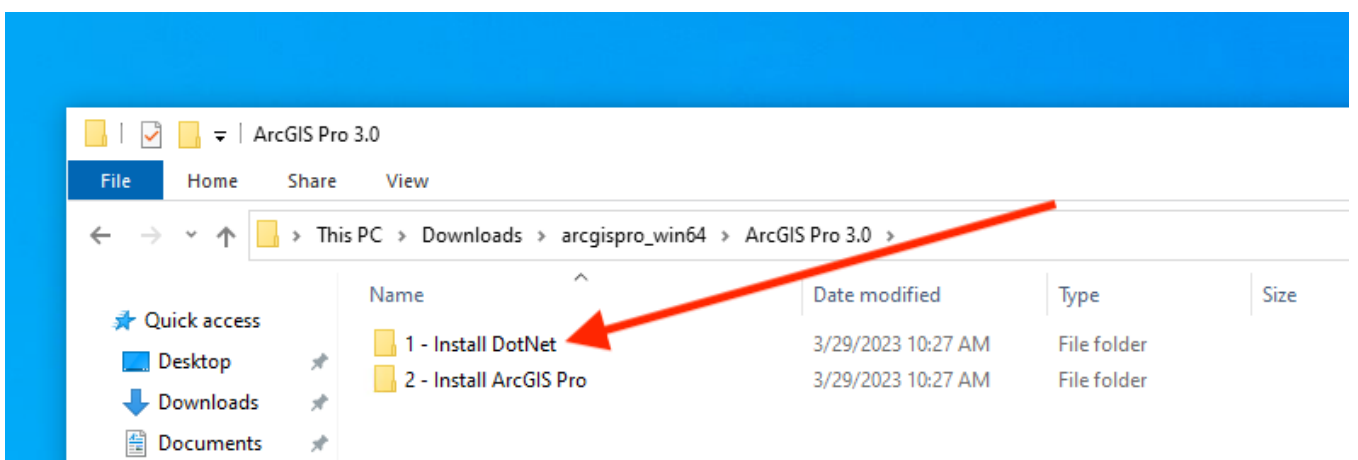 ArcGIS Pro 3.0
File Home Share View
This PC > Downloads > arcgispro_win64 > ArcGIS Pro 3.0 >
Name Date modified Type Size
Quick access
1 - Install DotNet 3/29/2023 10:27 AM File folder
Desktop
2 - Install ArcGIS Pro 3/29/2023 10:27 AM File folder
Downloads
Documents